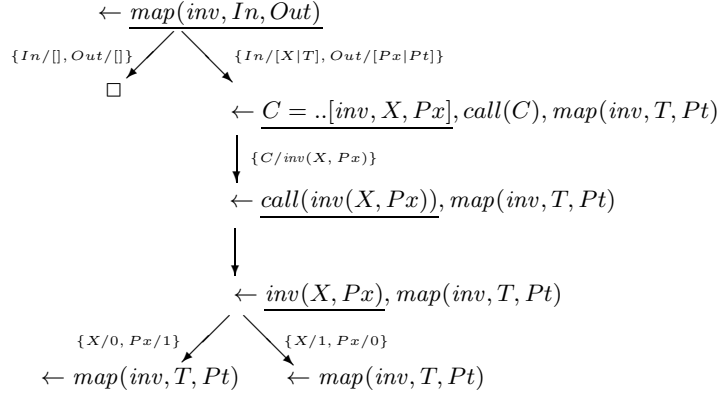 ← map(inv, In, Out)
{In/[], Out/[]} {In/[X|T], Out/[Px|Pt]}
□
← C = ..[inv, X, Px], call(C), map(inv, T, Pt)
{C/inv(X, Px)}
← call(inv(X, Px)), map(inv, T, Pt)
← inv(X, Px), map(inv, T, Pt)
{X/0, Px/1} {X/1, Px/0}
← map(inv, T, Pt) ← map(inv, T, Pt)